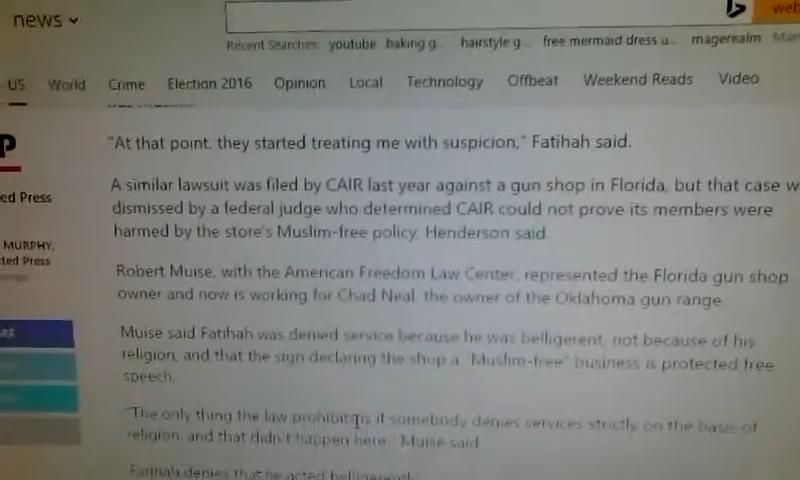 news
web
Recent Searches: youtube baking g... hairstyle g... free mermaid dress u... magerealm
US World Crime Election 2016 Opinion Local Technology Offbeat Weekend Reads Video
"At that point, they started treating me with suspicion," Fatihah said.
P
ed Press
A similar lawsuit was filed by CAIR last year against a gun shop in Florida, but that case w
dismissed by a federal judge who determined CAIR could not prove its members were
harmed by the store's Muslim-free policy, Henderson said.
MURPHY,
ted Press
Robert Muise, with the American Freedom Law Center, represented the Florida gun shop
owner and now is working for Chad Neal, the owner of the Oklahoma gun range.
Muise said Fatihah was denied service because he was belligerent, not because of his
religion, and that the sign declaring the shop a "Muslim-free" business is protected free
speech.
"The only thing the law prohibits is if somebody denies services strictly on the basis of
religion, and that didn't happen here," Muise said.
Fatihah denies that he acted belligerently.